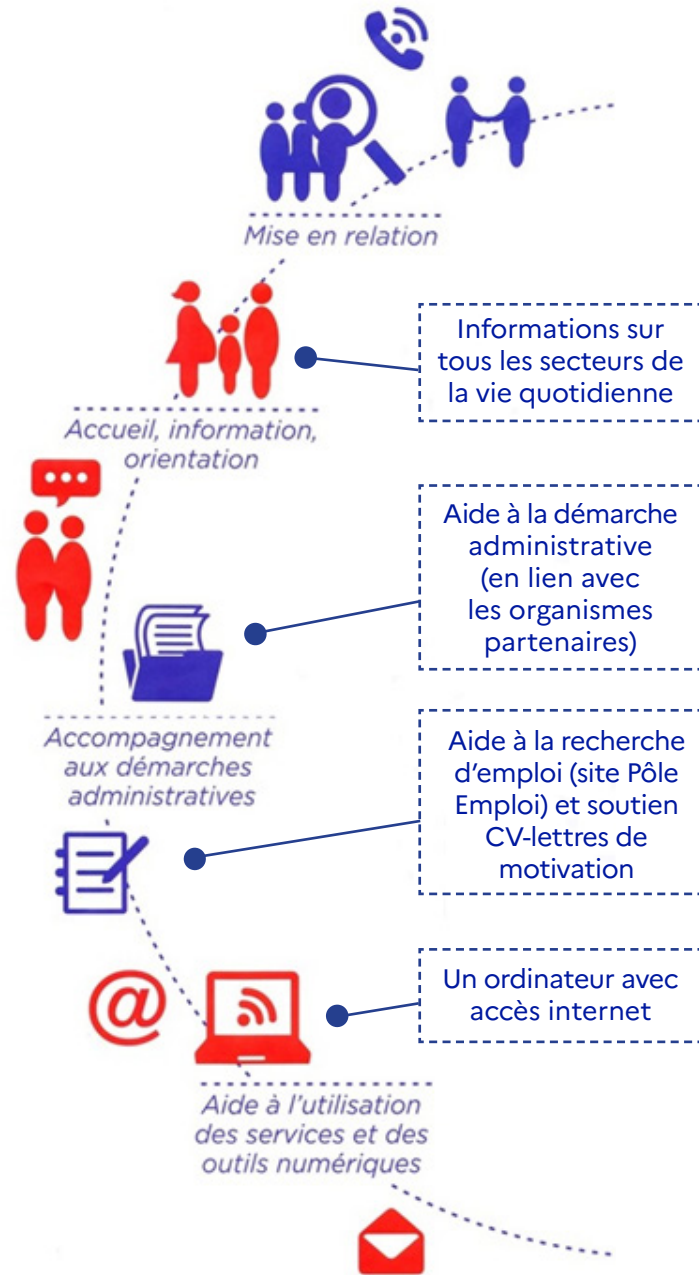 Mise en relation
Informations sur
tous les secteurs de
la vie quotidienne
Accueil, information,
orientation
Aide à la démarche
administrative
(en lien avec
les organismes
partenaires)
Accompagnement
aux démarches
administratives
Aide à la recherche
d'emploi (site Pôle
Emploi) et soutien
CV-lettres de
motivation
@
Un ordinateur avec
accès internet
Aide à l'utilisation
des services et des
outils numériques